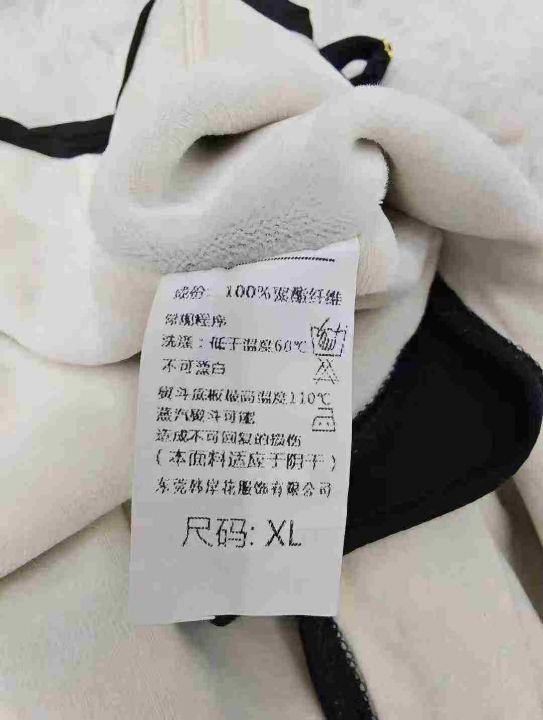 成份: 100%聚酯纤维
常规程序
洗涤:低于温度60℃
不可漂白
熨斗底板最高温度110℃
蒸汽熨斗可能
造成不可回复的损伤
(本面料适应于阴干)
东莞韩岸花服饰有限公司
尺码: XL